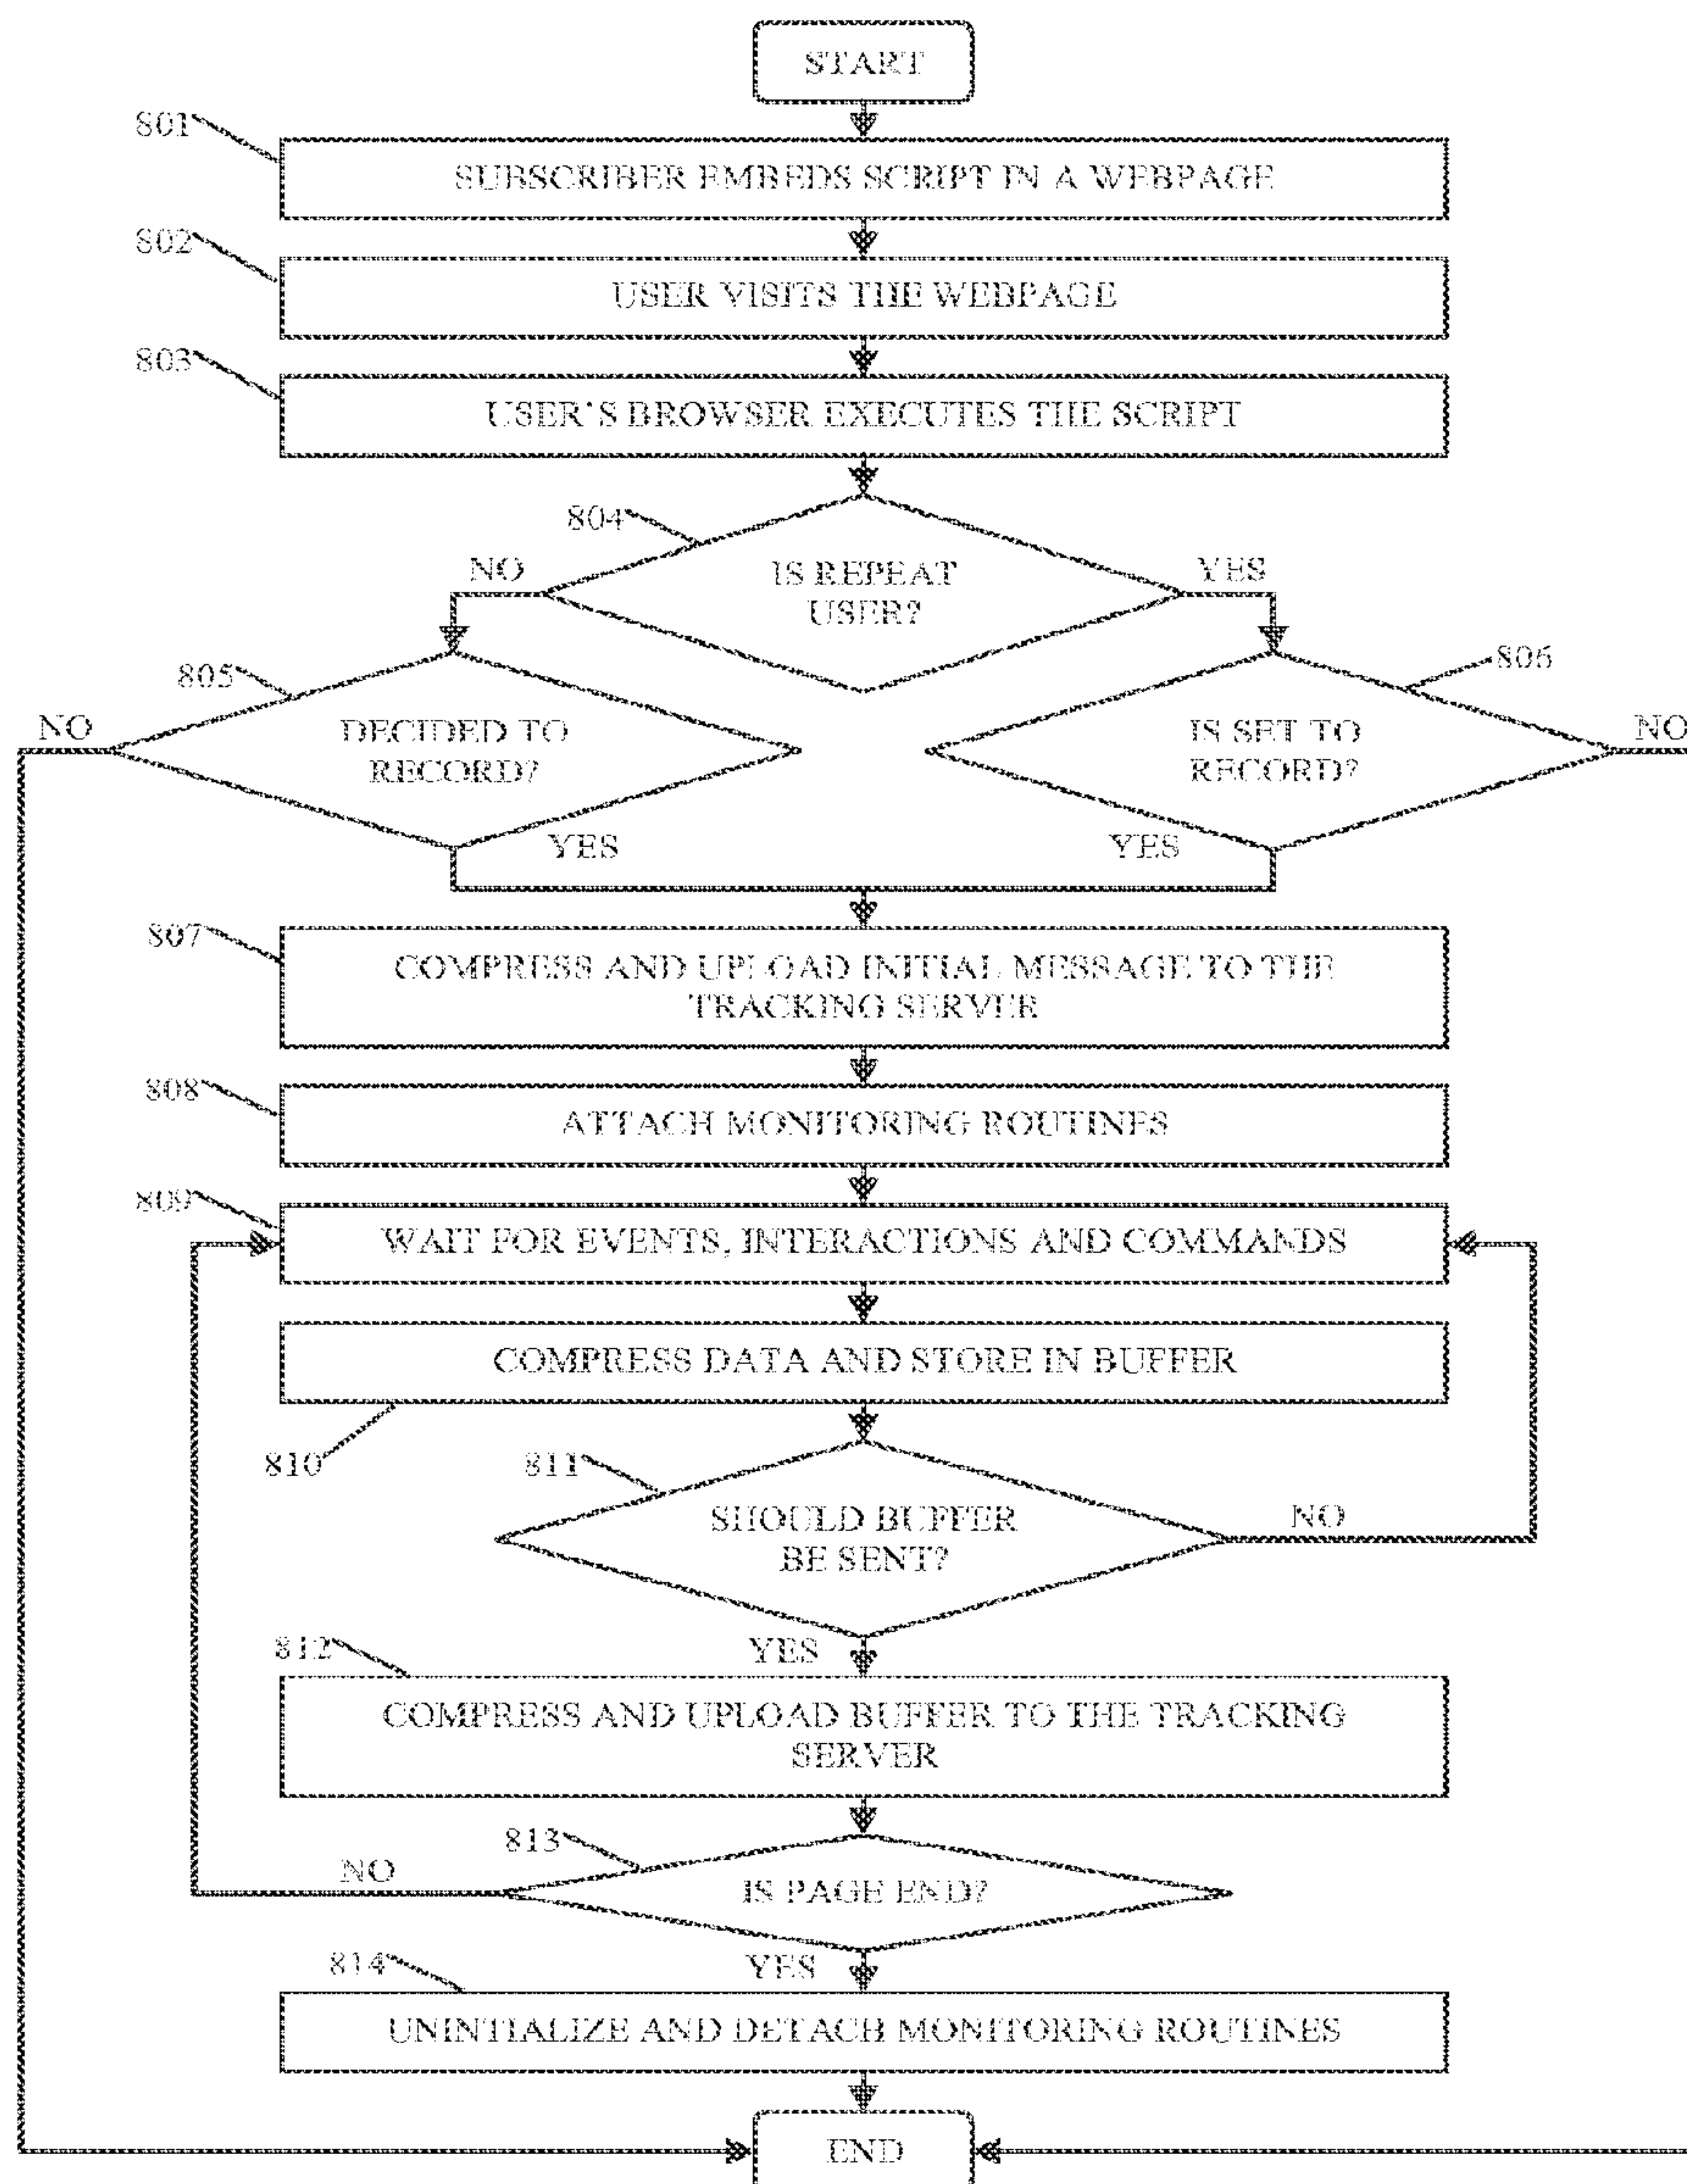 START
801
SUBSCRIBER EMBEDS SCRIPT IN A WEBPAGE
802
USER VISITS THE WEBPAGE
803
USER'S BROWSER EXECUTES THE SCRIPT
804
NO
IS REPEAT
USER?
YES
805
806
NO
DECIDED TO
RECORD?
IS SET TO
RECORD?
NO
YES
YES
807
COMPRESS AND UPLOAD INITIAL MESSAGE TO THE
TRACKING SERVER
808
ATTACH MONITORING ROUTINES
809
WAIT FOR EVENTS, INTERACTIONS AND COMMANDS
COMPRESS DATA AND STORE IN BUFFER
810
811
SHOULD BUFFER
BE SENT?
NO
812
YES
COMPRESS AND UPLOAD BUFFER TO THE TRACKING
SERVER
813
NO
IS PAGE END?
814
YES
UNINTIALIZE AND DETACH MONITORING ROUTINES
END